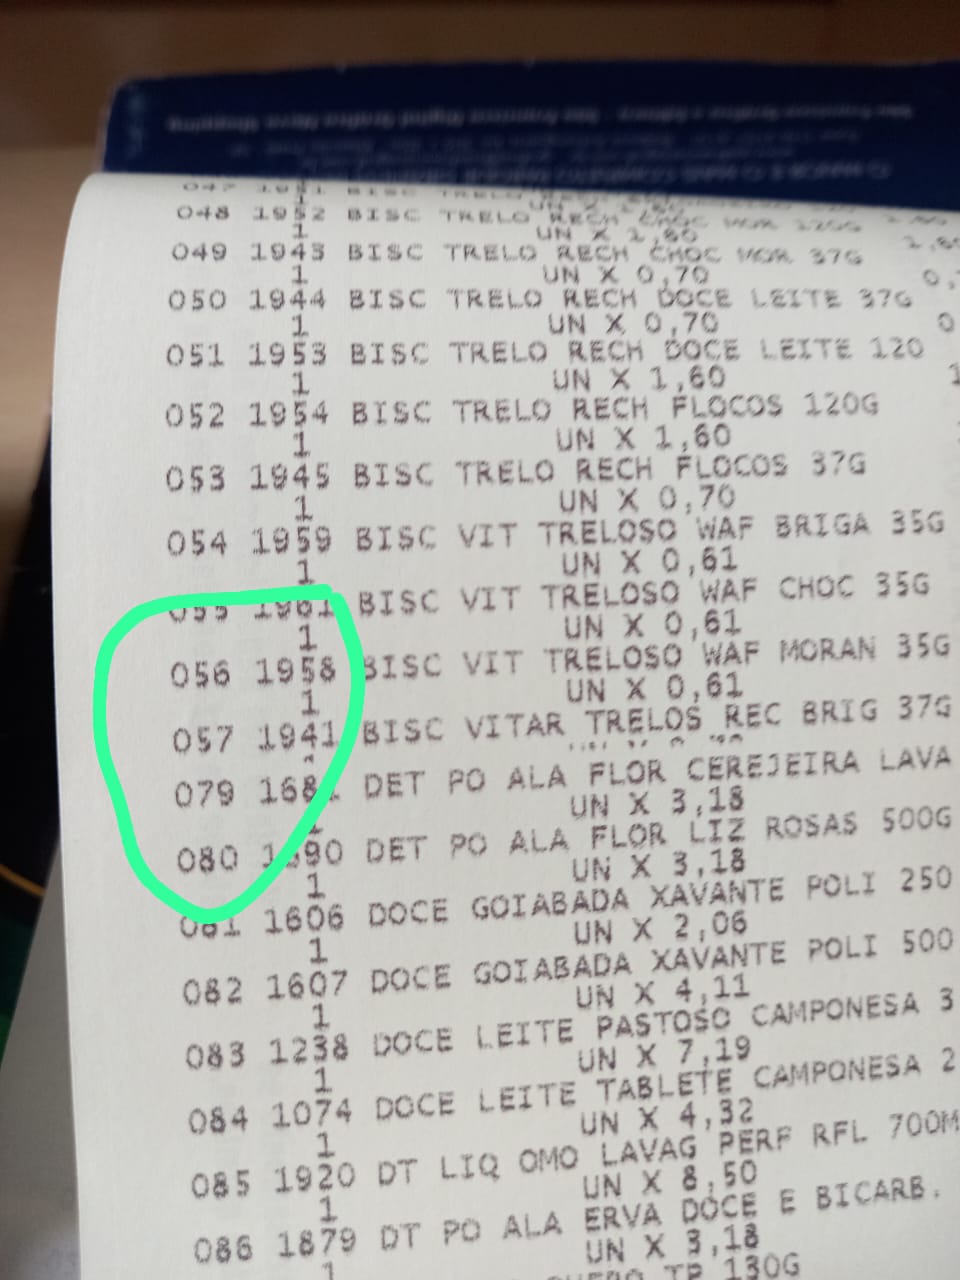 048 1952 BISC TRELO RECH CHOC MOR 120G
1 UN X 1,60
049 1943 BISC TRELO RECH CHOC MOR 37G
1 UN X 0,70
050 1944 BISC TRELO RECH DOCE LEITE 37G
1 UN X 0,70
051 1953 BISC TRELO RECH DOCE LEITE 120
1 UN X 1,60
052 1954 BISC TRELO RECH FLOCOS 120G
1 UN X 1,60
053 1945 BISC TRELO RECH FLOCOS 37G
1 UN X 0,70
054 1959 BISC VIT TRELOSO WAF BRIGA 35G
1 UN X 0,61
055 1961 BISC VIT TRELOSO WAF CHOC 35G
1 UN X 0,61
056 1958 BISC VIT TRELOSO WAF MORAN 35G
1 UN X 0,61
057 1941 BISC VITAR TRELOS REC BRIG 37G
079 DET PO ALA FLOR CEREJEIRA LAVA
UN X 3,18
080 DET PO ALA FLOR LIZ ROSAS 500G
1 UN X 3,18
081 1606 DOCE GOIABADA XAVANTE POLI 250
1 UN X 2,06
082 1607 DOCE GOIABADA XAVANTE POLI 500
1 UN X 4,11
083 1238 DOCE LEITE PASTOSO CAMPONESA 3
1 UN X 7,19
084 1074 DOCE LEITE TABLETE CAMPONESA 2
1 UN X 4,32
085 1920 DT LIQ OMO LAVAG PERF RFL 700M
1 UN X 8,50
086 1879 DT PO ALA ERVA DOCE E BICARB.
1 UN X 3,18
TP 130G